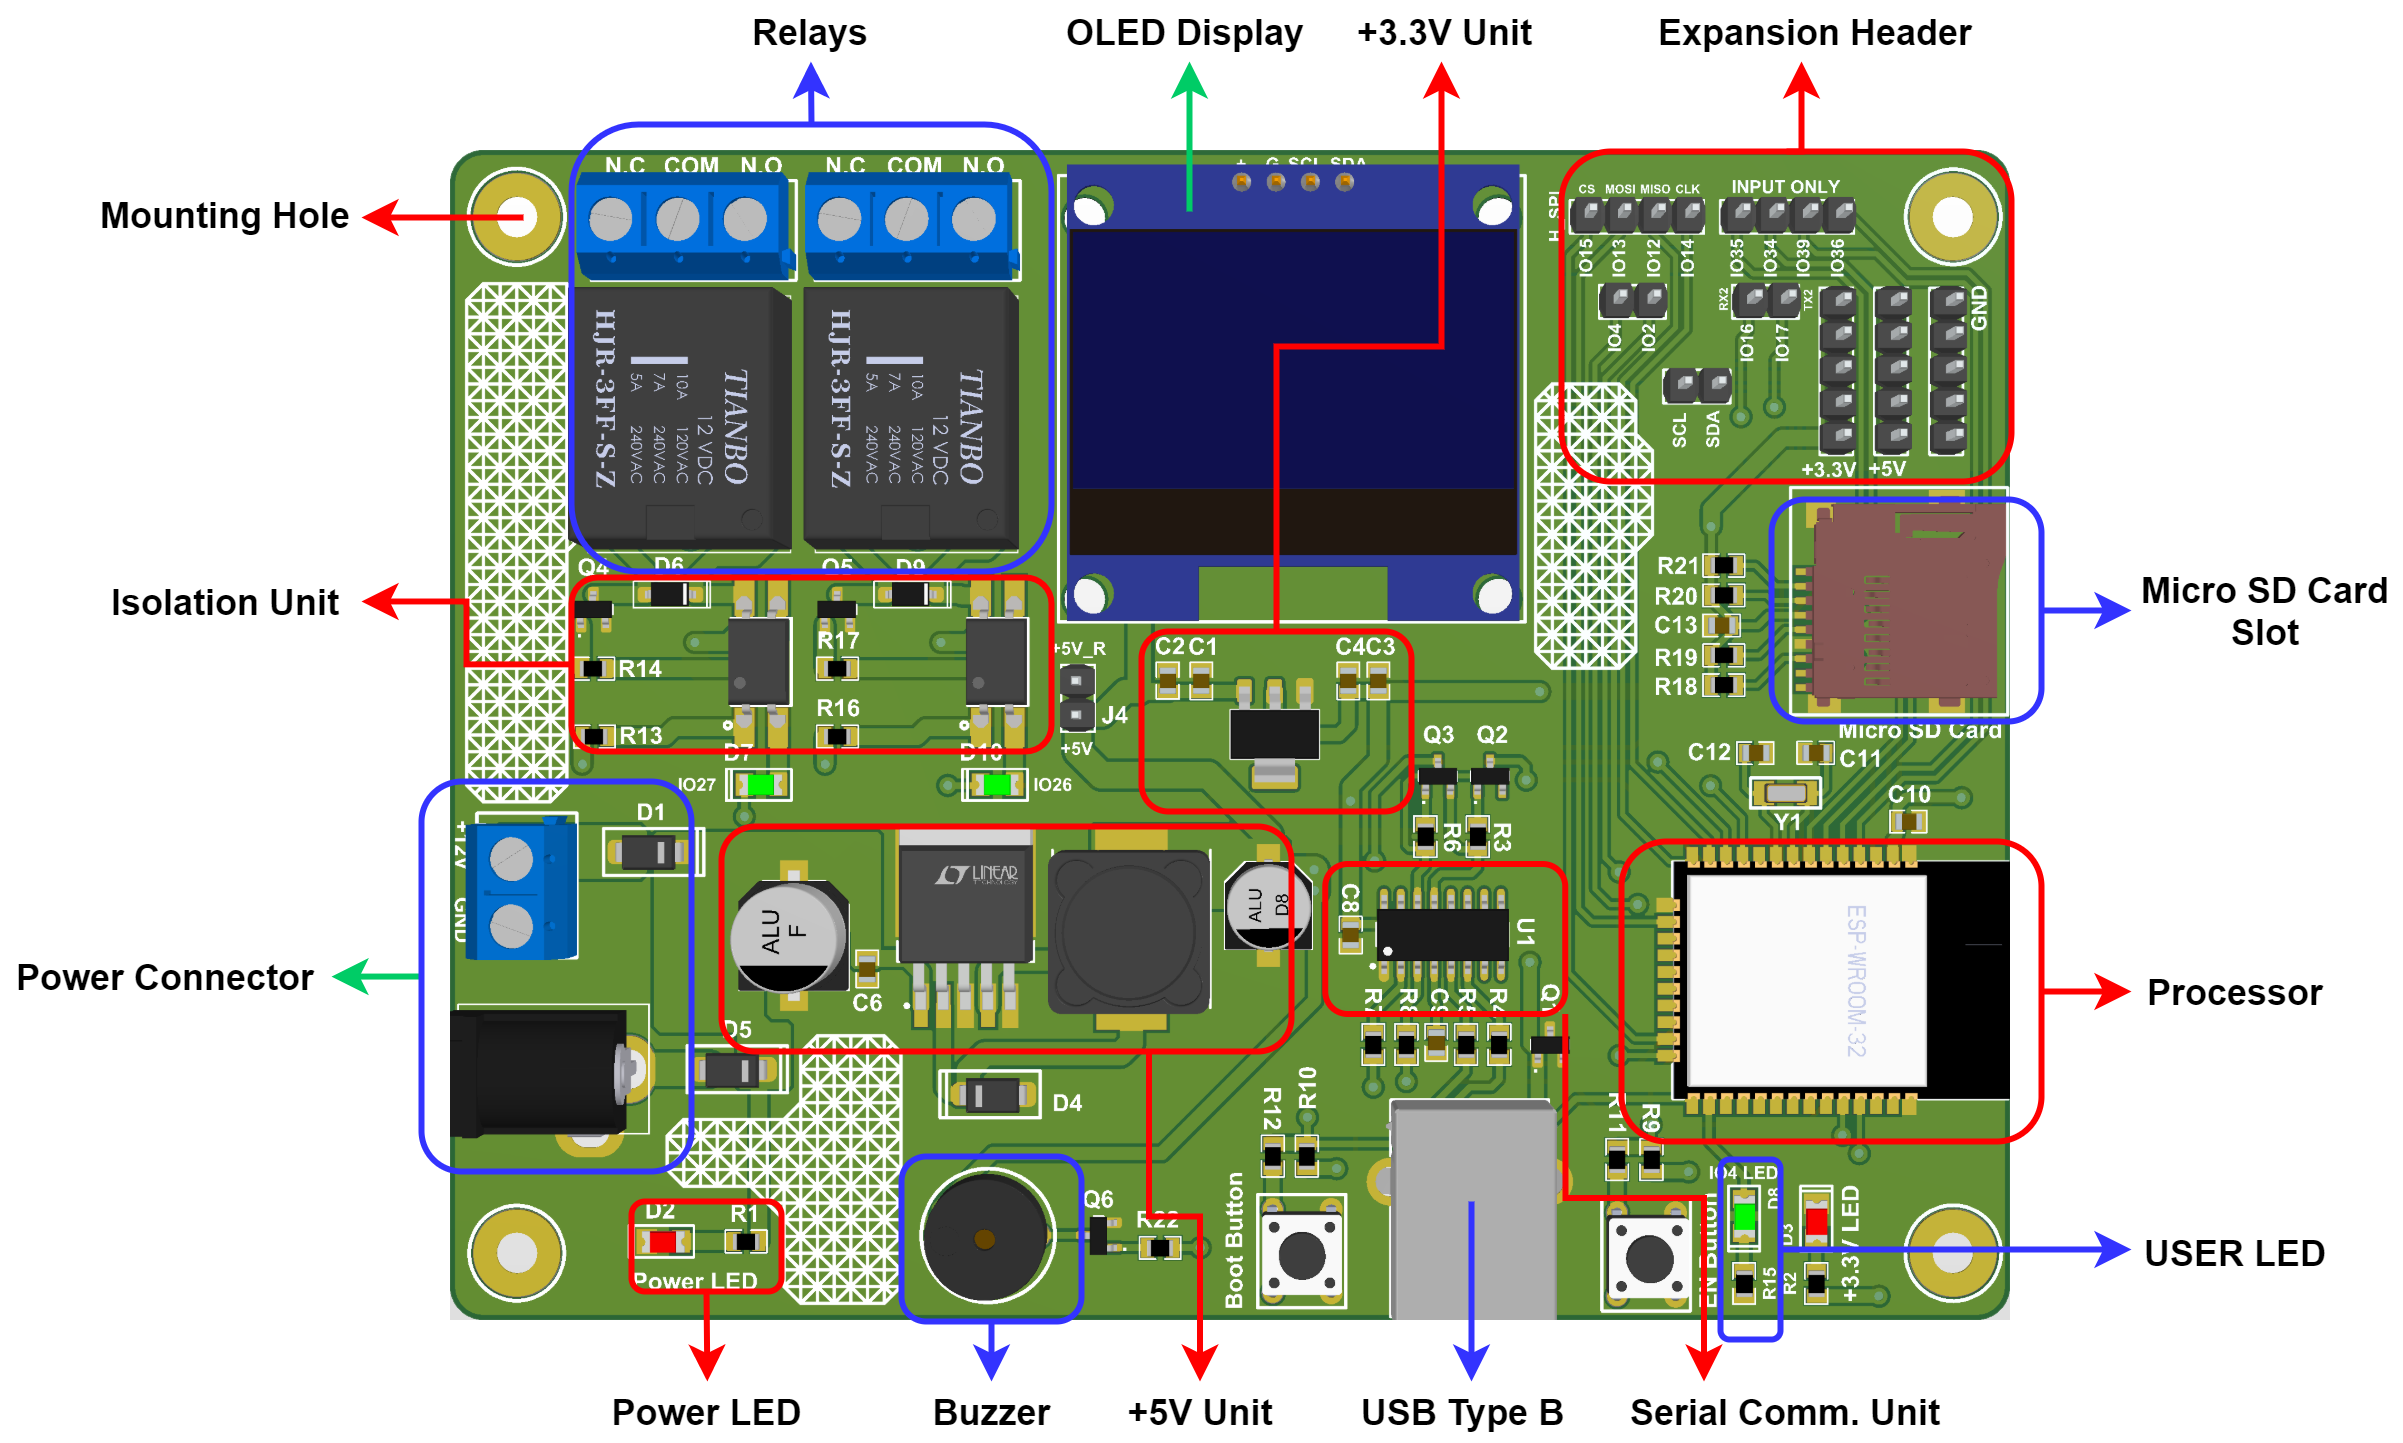 Relays
OLED Display
+3.3V Unit
Expansion Header
Mounting Hole
Isolation Unit
Power Connector
Micro SD Card
Slot
Processor
USER LED
Power LED
Buzzer
+5V Unit
USB Type B
Serial Comm. Unit
N.C COM N.O
N.C COM N.O
HJR-3FF-S-Z
5A 240VAC
7A 240VAC
10A 120VAC
12 VDC
TIANBO
HJR-3FF-S-Z
5A 240VAC
7A 240VAC
10A 120VAC
12 VDC
TIANBO
+ G SCL SDA
H_SPI
CS MOSI MISO CLK
INPUT ONLY
IO15 IO13 IO12 IO14
IO35 IO34 IO39 IO36
RX2
TX2
GND
IO4 IO2
IO16 IO17
SCL SDA
+3.3V +5V
Q4
D6
Q5
D9
R14
R17
R13
R16
D7
D10
IO27
IO26
+5V_R
J4
+5V
C2 C1
C4 C3
Q3
Q2
R6
R3
R21
R20
C13
R19
R18
Micro SD Card
C12
C11
Y1
C10
ESP-WROOM-32
+12V
GND
D1
D5
ALU
F
C6
LINEAR
TECHNOLOGY
ALU
D8
D4
C8
U1
R7
R8
C9
R5
R4
Q1
R12
R10
R11
R9
Boot Button
EN Button
IO4 LED
D8
R15
D3
R2
+3.3V LED
D2
R1
Power LED
Q6
R22